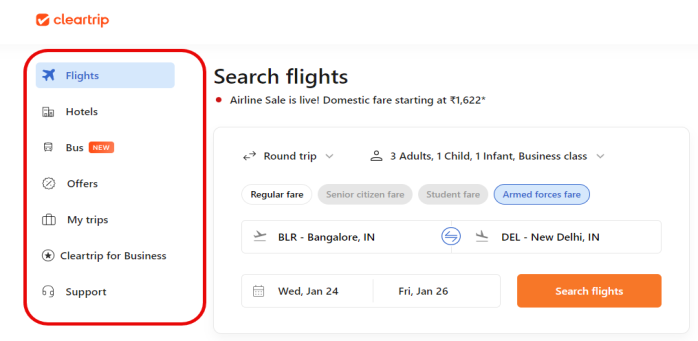 cleartrip
Flights
Hotels
Bus NEW
Offers
My trips
Cleartrip for Business
Support
Search flights
Airline Sale is live! Domestic fare starting at ₹1,622*
Round trip 3 Adults, 1 Child, 1 Infant, Business class
Regular fare Senior citizen fare Student fare Armed forces fare
BLR - Bangalore, IN DEL - New Delhi, IN
Wed, Jan 24 Fri, Jan 26 Search flights